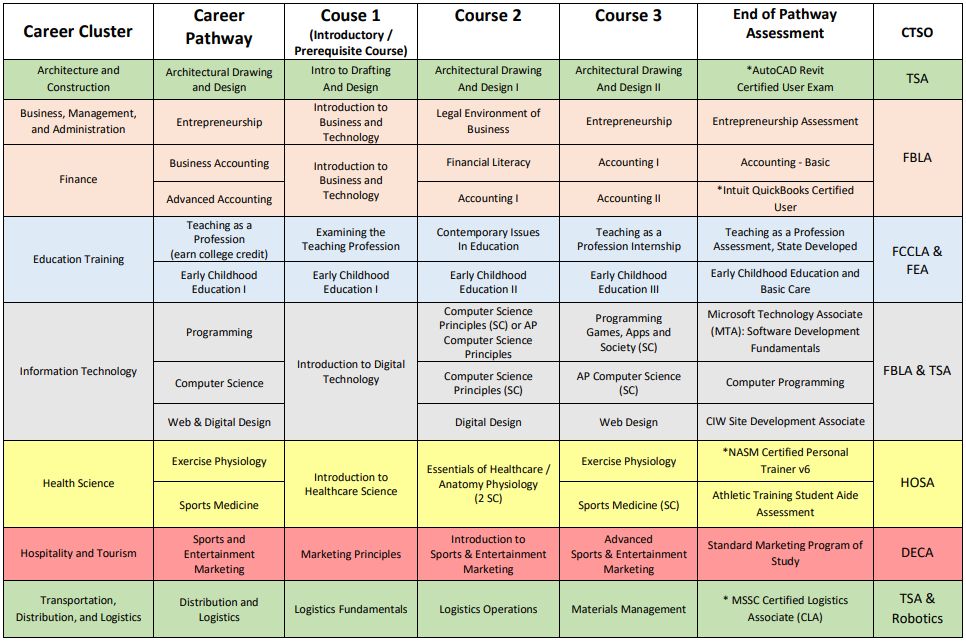 Career Cluster
Career
Pathway
Couse 1
(Introductory /
Prerequisite Course)
Course 2
Course 3
End of Pathway
Assessment
CTSO
Architecture and
Construction
Architectural Drawing
and Design
Intro to Drafting
And Design
Architectural Drawing
And Design I
Architectural Drawing
And Design II
*AutoCAD Revit
Certified User Exam
TSA
Business, Management,
and Administration
Entrepreneurship
Introduction to
Business and
Technology
Legal Environment of
Business
Entrepreneurship
Entrepreneurship Assessment
FBLA
Finance
Business Accounting
Introduction to
Business and
Technology
Financial Literacy
Accounting I
Accounting - Basic
Advanced Accounting
Accounting I
Accounting II
*Intuit QuickBooks Certified
User
Education Training
Teaching as a
Profession
(earn college credit)
Examining the
Teaching Profession
Contemporary Issues
In Education
Teaching as a
Profession Internship
Teaching as a Profession
Assessment, State Developed
FCCLA &
FEA
Early Childhood
Education I
Early Childhood
Education I
Early Childhood
Education II
Early Childhood
Education III
Early Childhood Education and
Basic Care
Information Technology
Programming
Introduction to Digital
Technology
Computer Science
Principles (SC) or AP
Computer Science
Principles
Programming
Games, Apps and
Society (SC)
Microsoft Technology Associate
(MTA): Software Development
Fundamentals
FBLA & TSA
Computer Science
Computer Science
Principles (SC)
AP Computer Science
(SC)
Computer Programming
Web & Digital Design
Digital Design
Web Design
CIW Site Development Associate
Health Science
Exercise Physiology
Introduction to
Healthcare Science
Essentials of Healthcare /
Anatomy Physiology
(2 SC)
Exercise Physiology
*NASM Certified Personal
Trainer v6
HOSA
Sports Medicine
Sports Medicine (SC)
Athletic Training Student Aide
Assessment
Hospitality and Tourism
Sports and
Entertainment
Marketing
Marketing Principles
Introduction to
Sports & Entertainment
Marketing
Advanced
Sports & Entertainment
Marketing
Standard Marketing Program of
Study
DECA
Transportation,
Distribution, and Logistics
Distribution and
Logistics
Logistics Fundamentals
Logistics Operations
Materials Management
* MSSC Certified Logistics
Associate (CLA)
TSA &
Robotics